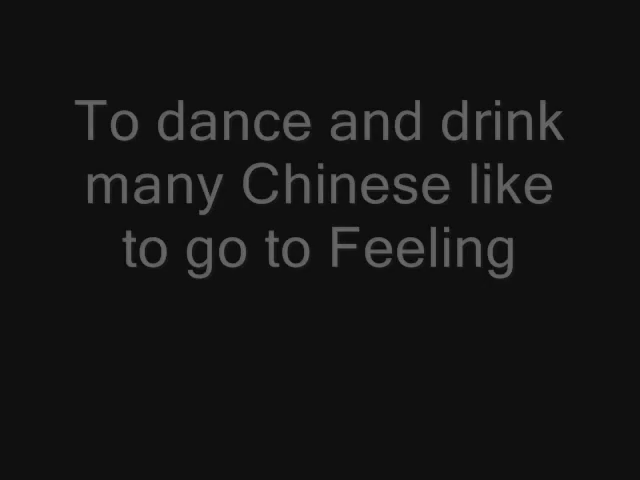 To dance and drink
many Chinese like
to go to Feeling